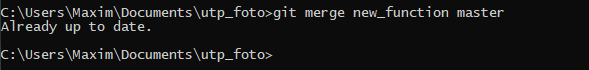 C:\Users\Maxim\Documents\utp_foto>git merge new_function master
Already up to date.
C:\Users\Maxim\Documents\utp_foto>